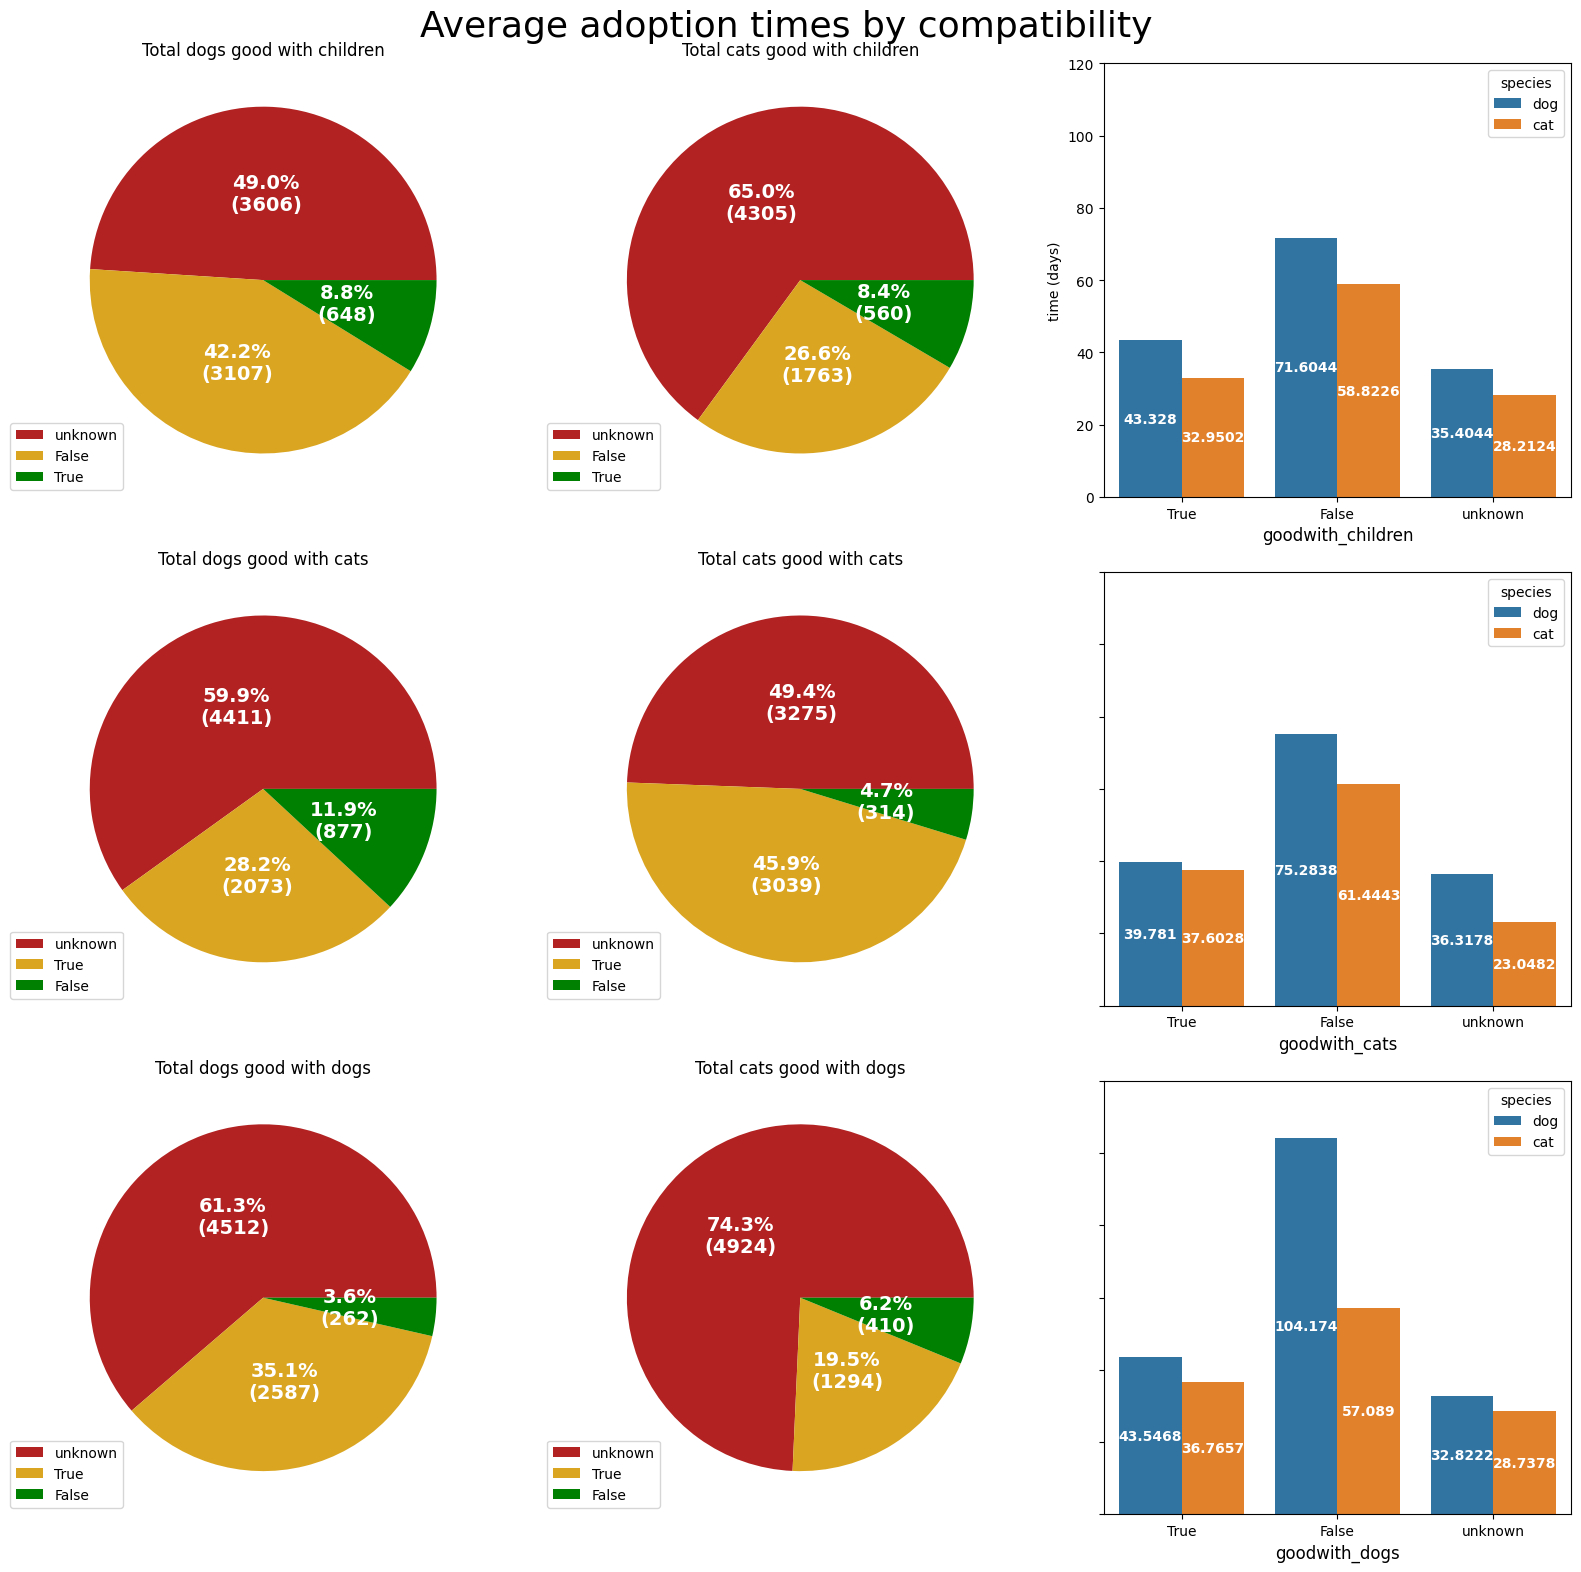 Average adoption times by compatibility
Total dogs good with children
49.0%
(3606)
8.8%
(648)
42.2%
(3107)
unknown
False
True
Total cats good with children
65.0%
(4305)
8.4%
(560)
26.6%
(1763)
unknown
False
True
120
100
80
60
40
20
0
time (days)
species
dog
cat
43.328
32.9502
71.6044
58.8226
35.4044
28.2124
True
False
unknown
goodwith_children
Total dogs good with cats
59.9%
(4411)
11.9%
(877)
28.2%
(2073)
unknown
True
False
Total cats good with cats
49.4%
(3275)
4.7%
(314)
45.9%
(3039)
unknown
True
False
species
dog
cat
39.781
37.6028
75.2838
61.4443
36.3178
23.0482
True
False
unknown
goodwith_cats
Total dogs good with dogs
61.3%
(4512)
3.6%
(262)
35.1%
(2587)
unknown
True
False
Total cats good with dogs
74.3%
(4924)
6.2%
(410)
19.5%
(1294)
unknown
True
False
species
dog
cat
43.5468
36.7657
104.174
57.089
32.8222
28.7378
True
False
unknown
goodwith_dogs